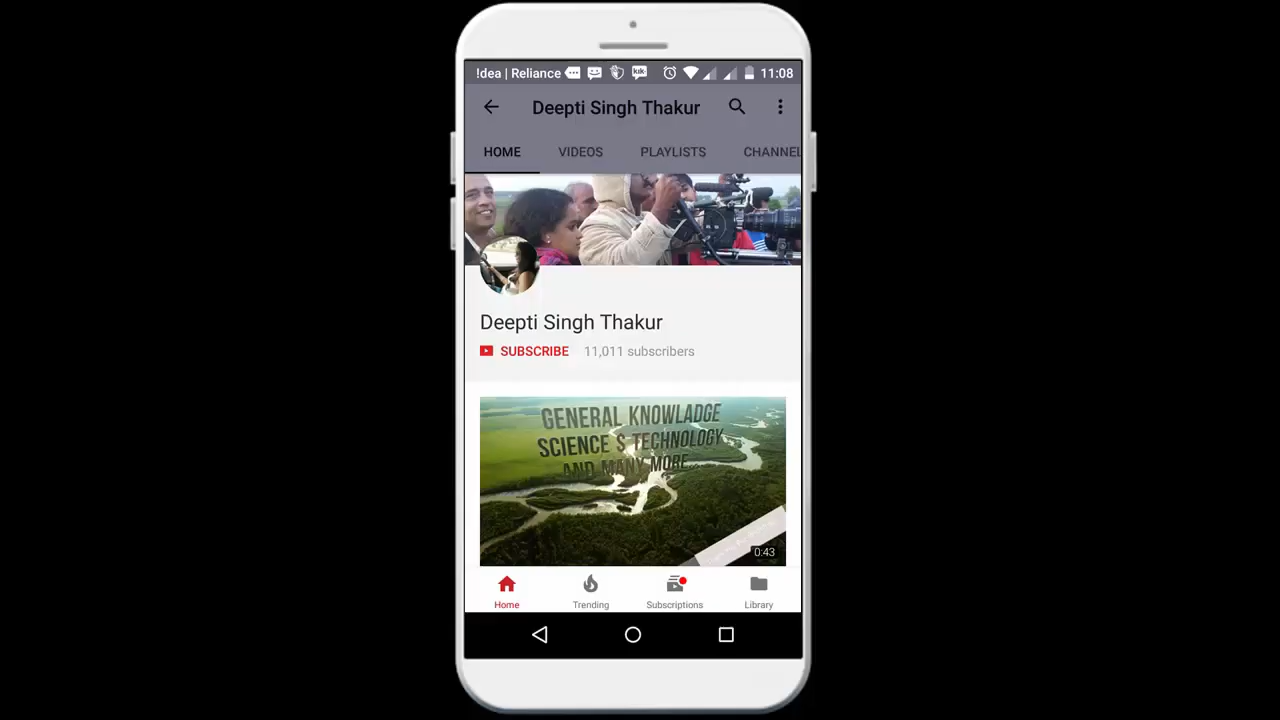 !dea | Reliance 11:08
Deepti Singh Thakur
HOME VIDEOS PLAYLISTS CHANNEL
Deepti Singh Thakur
SUBSCRIBE 11,011 subscribers
GENERAL KNOWLADGE
SCIENCE $ TECHNOLOGY
AND MANY MORE...
0:43
Home Trending Subscriptions Library